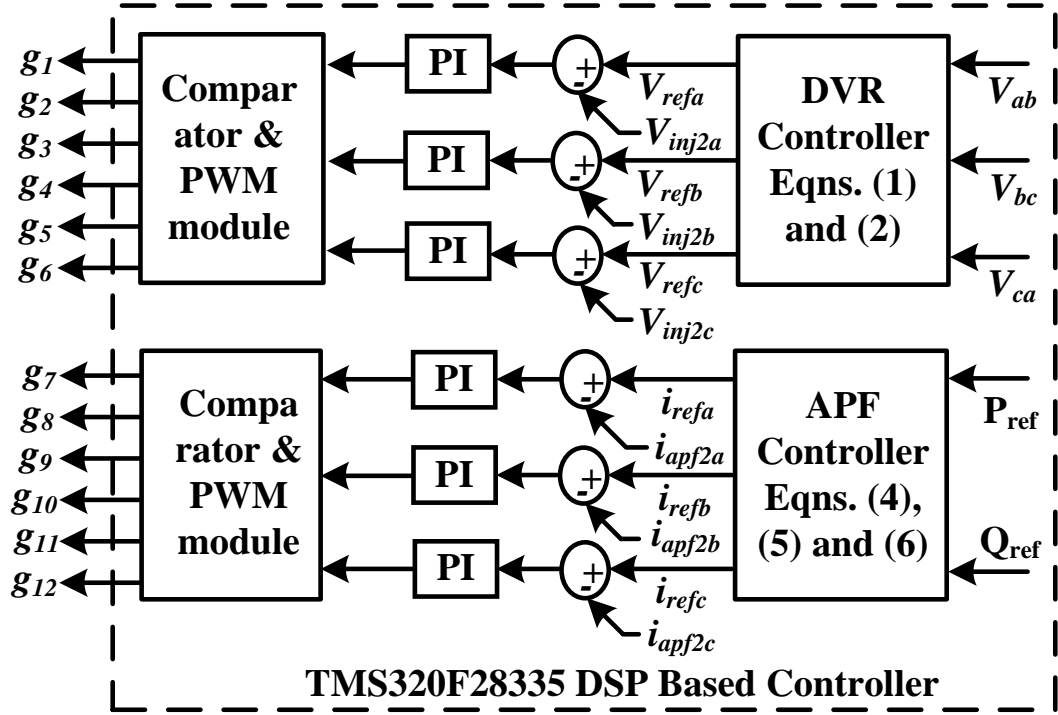 g1
g2
g3
g4
g5
g6
Compar
ator &
PWM
module
PI
PI
PI
+
-
+
-
+
-
Vrefa
Vinj2a
Vrefb
Vinj2b
Vrefc
Vinj2c
DVR
Controller
Eqns. (1)
and (2)
Vab
Vbc
Vca
g7
g8
g9
g10
g11
g12
Compa
rator &
PWM
module
PI
PI
PI
+
-
+
-
+
-
irefa
iapf2a
irefb
iapf2b
irefc
iapf2c
APF
Controller
Eqns. (4),
(5) and (6)
Pref
Qref
TMS320F28335 DSP Based Controller